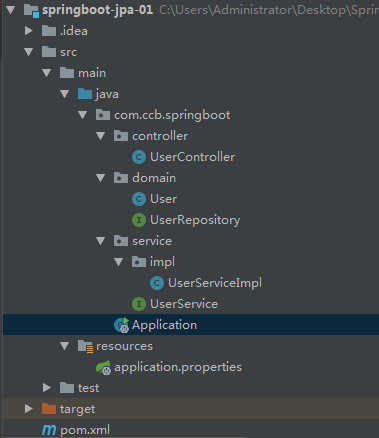 springboot-jpa-01 C:\Users\Administrator\Desktop\Sprin
.idea
src
main
java
com.ccb.springboot
controller
UserController
domain
User
UserRepository
service
impl
UserServiceImpl
UserService
Application
resources
application.properties
test
target
pom.xml